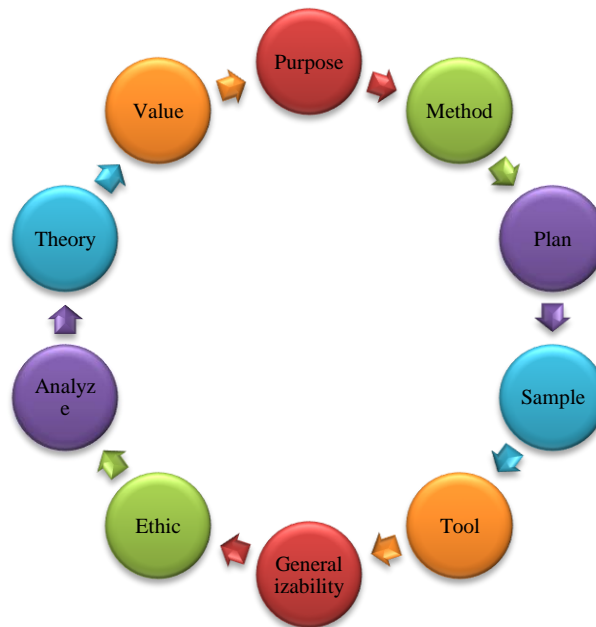 Purpose
Method
Plan
Sample
Tool
General
izability
Ethic
Analyz
e
Theory
Value